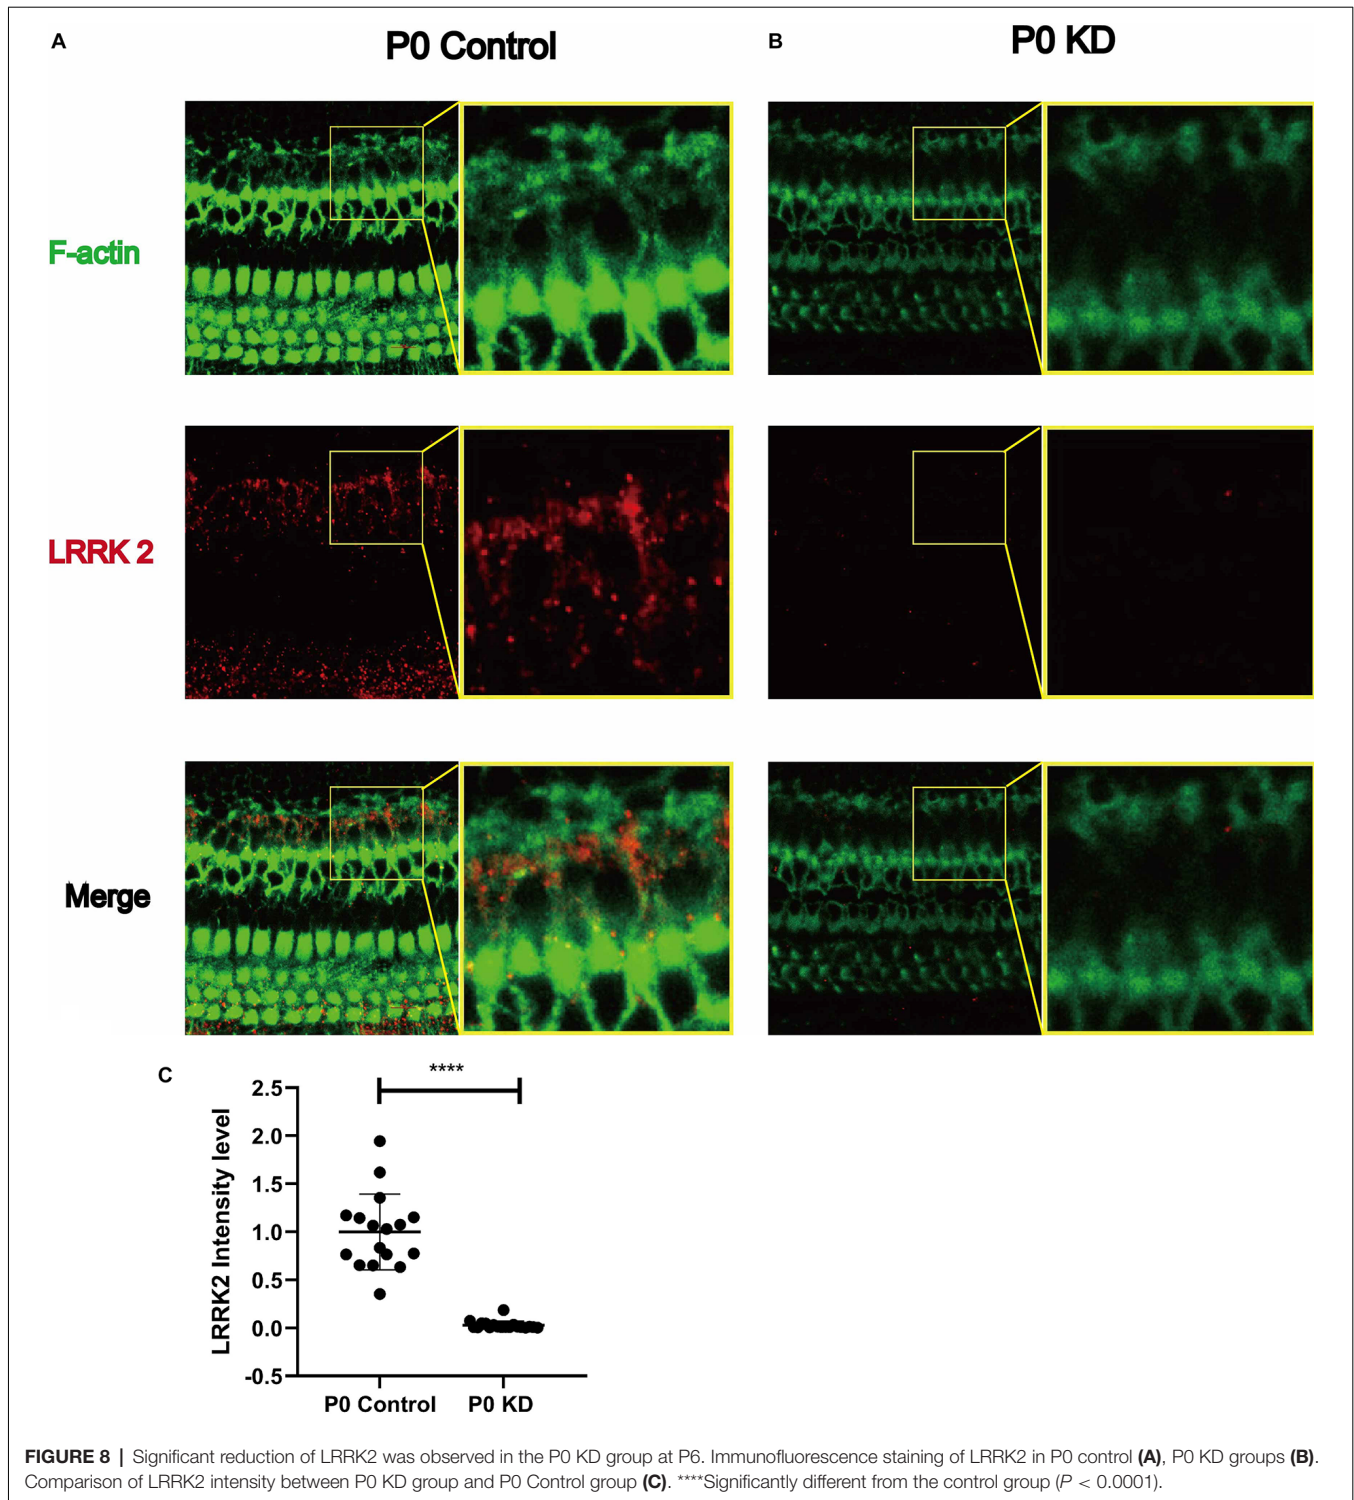 A
P0 Control
B
P0 KD
F-actin
LRRK 2
Merge
C
****
2.5
2.0
1.5
1.0
0.5
0.0
-0.5
LRRK2 Intensity level
P0 Control
P0 KD
FIGURE 8 | Significant reduction of LRRK2 was observed in the P0 KD group at P6. Immunofluorescence staining of LRRK2 in P0 control (A), P0 KD groups (B).
Comparison of LRRK2 intensity between P0 KD group and P0 Control group (C). ****Significantly different from the control group (P < 0.0001).